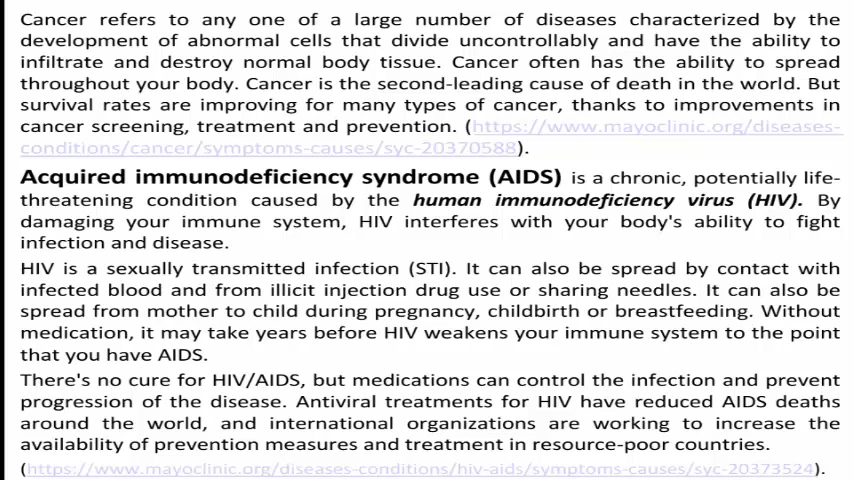 Cancer refers to any one of a large number of diseases characterized by the
development of abnormal cells that divide uncontrollably and have the ability to
infiltrate and destroy normal body tissue. Cancer often has the ability to spread
throughout your body. Cancer is the second-leading cause of death in the world. But
survival rates are improving for many types of cancer, thanks to improvements in
cancer screening, treatment and prevention. (https://www.mayoclinic.org/diseases-
conditions/cancer/symptoms-causes/syc-20370588).
Acquired immunodeficiency syndrome (AIDS) is a chronic, potentially life-
threatening condition caused by the human immunodeficiency virus (HIV). By
damaging your immune system, HIV interferes with your body's ability to fight
infection and disease.
HIV is a sexually transmitted infection (STI). It can also be spread by contact with
infected blood and from illicit injection drug use or sharing needles. It can also be
spread from mother to child during pregnancy, childbirth or breastfeeding. Without
medication, it may take years before HIV weakens your immune system to the point
that you have AIDS.
There's no cure for HIV/AIDS, but medications can control the infection and prevent
progression of the disease. Antiviral treatments for HIV have reduced AIDS deaths
around the world, and international organizations are working to increase the
availability of prevention measures and treatment in resource-poor countries.
(https://www.mayoclinic.org/diseases-conditions/hiv-aids/symptoms-causes/syc-20373524).